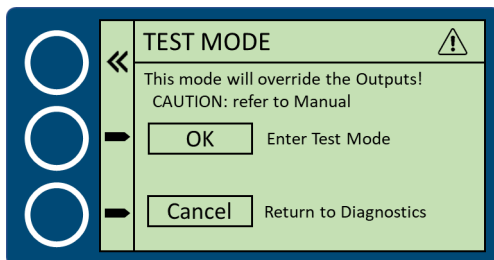 TEST MODE
This mode will override the Outputs!
CAUTION: refer to Manual
OK Enter Test Mode
Cancel Return to Diagnostics